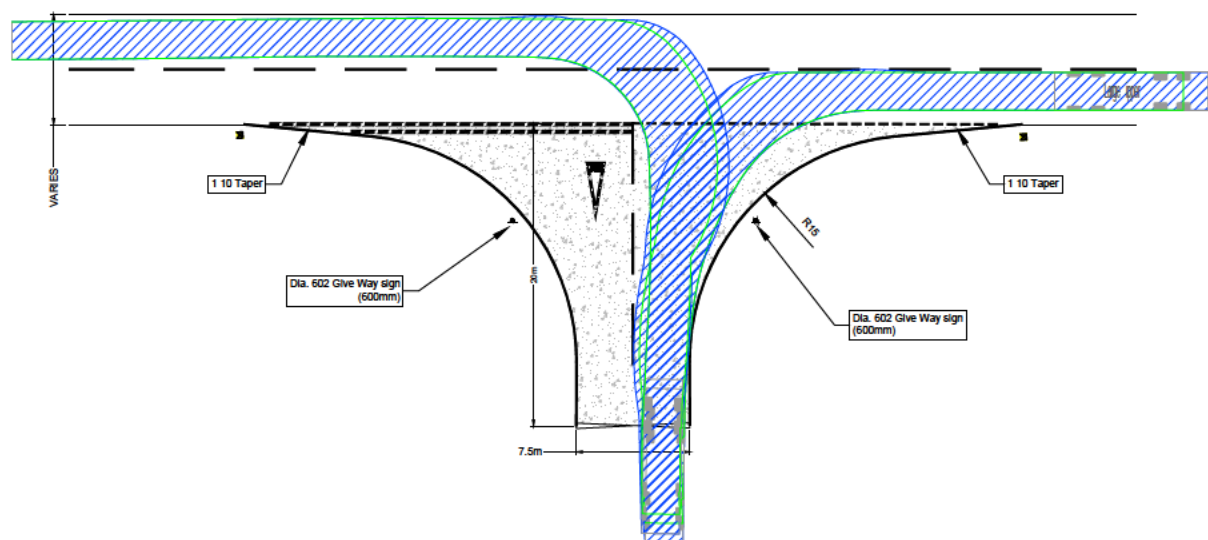 VARIES
1 10 Taper
1 10 Taper
R15
20m
Dia. 602 Give Way sign
(600mm)
Dia. 602 Give Way sign
(600mm)
7.5m